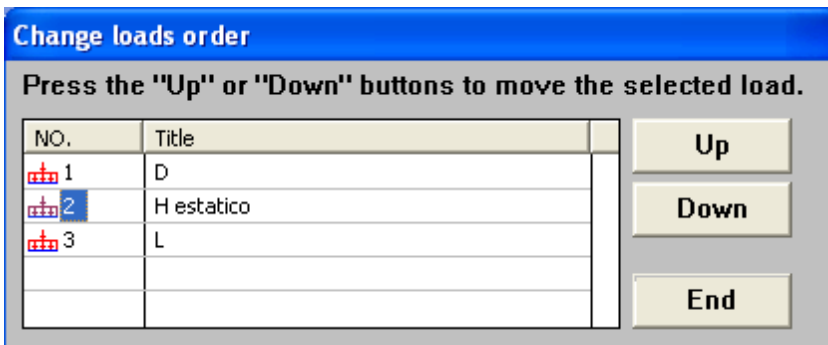 Change loads order
Press the "Up" or "Down" buttons to move the selected load.
NO. Title
1 D
2 H estatico
3 L
Up
Down
End